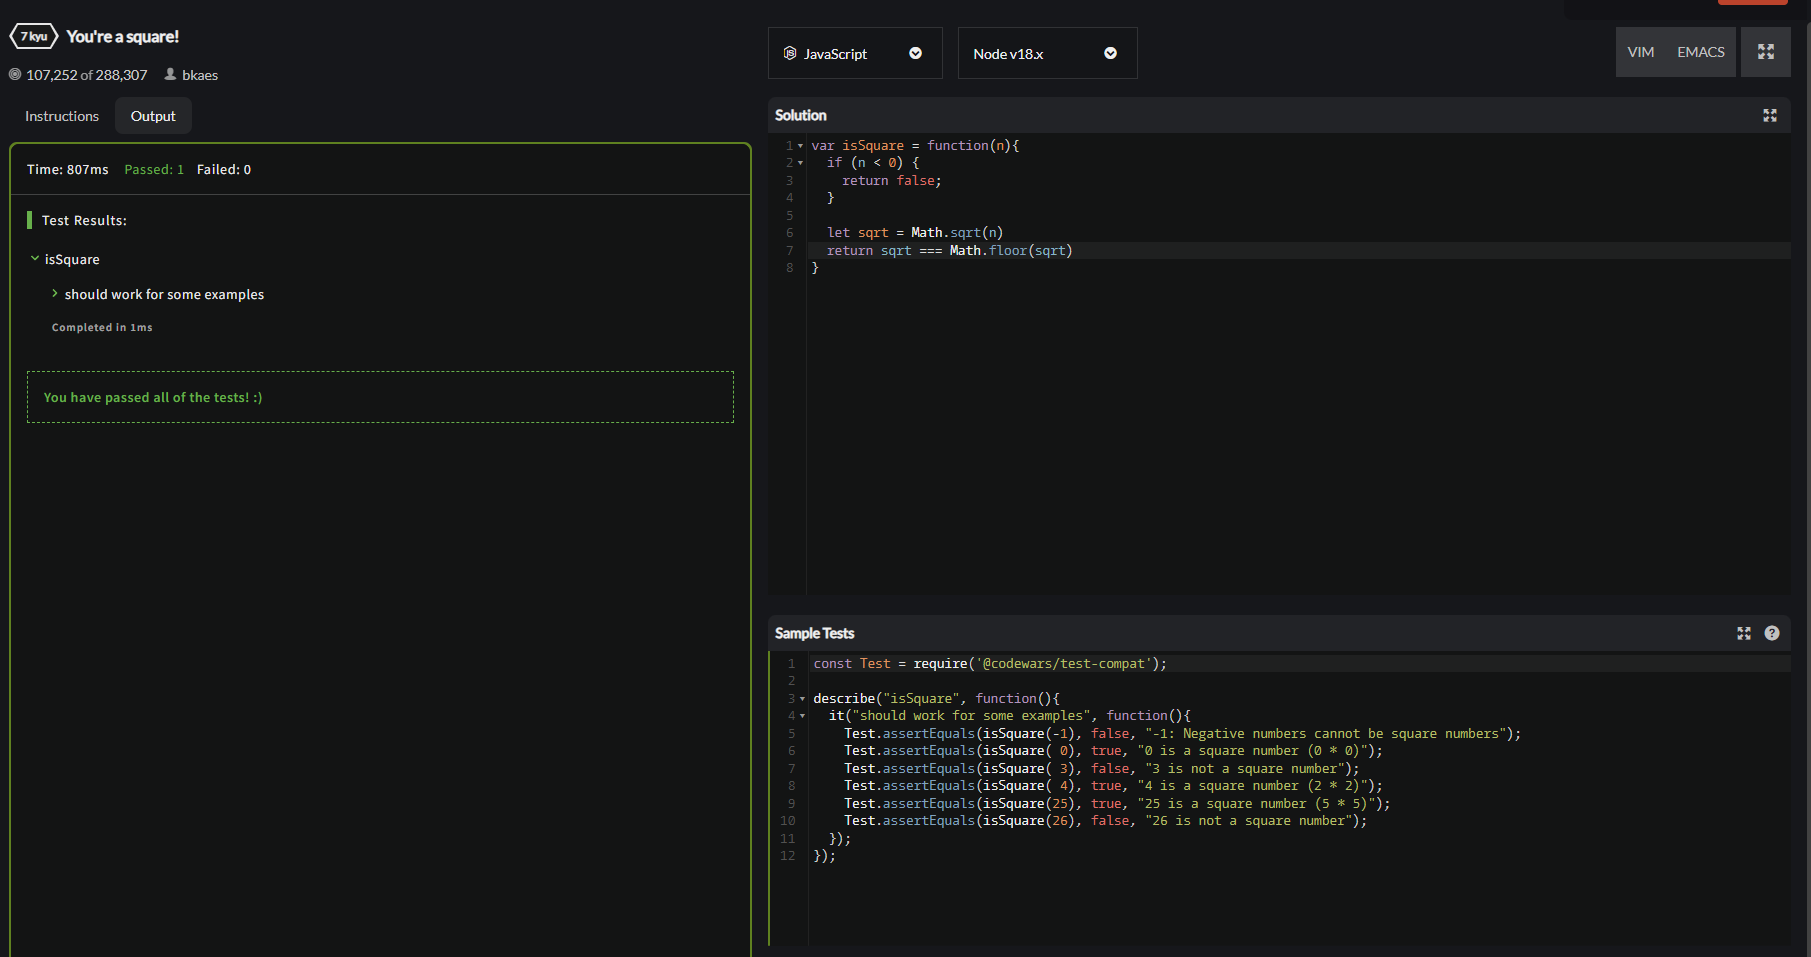 7 kyu You're a square!
107,252 of 288,307 bkaes
Instructions Output
Time: 807ms Passed: 1 Failed: 0
Test Results:
isSquare
should work for some examples
Completed in 1ms
You have passed all of the tests! :)
JavaScript Node v18.x VIM EMACS
Solution
1 var isSquare = function(n){
2   if (n < 0) {
3     return false;
4   }
5
6   let sqrt = Math.sqrt(n)
7   return sqrt === Math.floor(sqrt)
8 }
Sample Tests ?
1 const Test = require('@codewars/test-compat');
2
3 describe("isSquare", function(){
4   it("should work for some examples", function(){
5     Test.assertEquals(isSquare(-1), false, "-1: Negative numbers cannot be square numbers");
6     Test.assertEquals(isSquare( 0), true, "0 is a square number (0 * 0)");
7     Test.assertEquals(isSquare( 3), false, "3 is not a square number");
8     Test.assertEquals(isSquare( 4), true, "4 is a square number (2 * 2)");
9     Test.assertEquals(isSquare(25), true, "25 is a square number (5 * 5)");
10     Test.assertEquals(isSquare(26), false, "26 is not a square number");
11   });
12 });